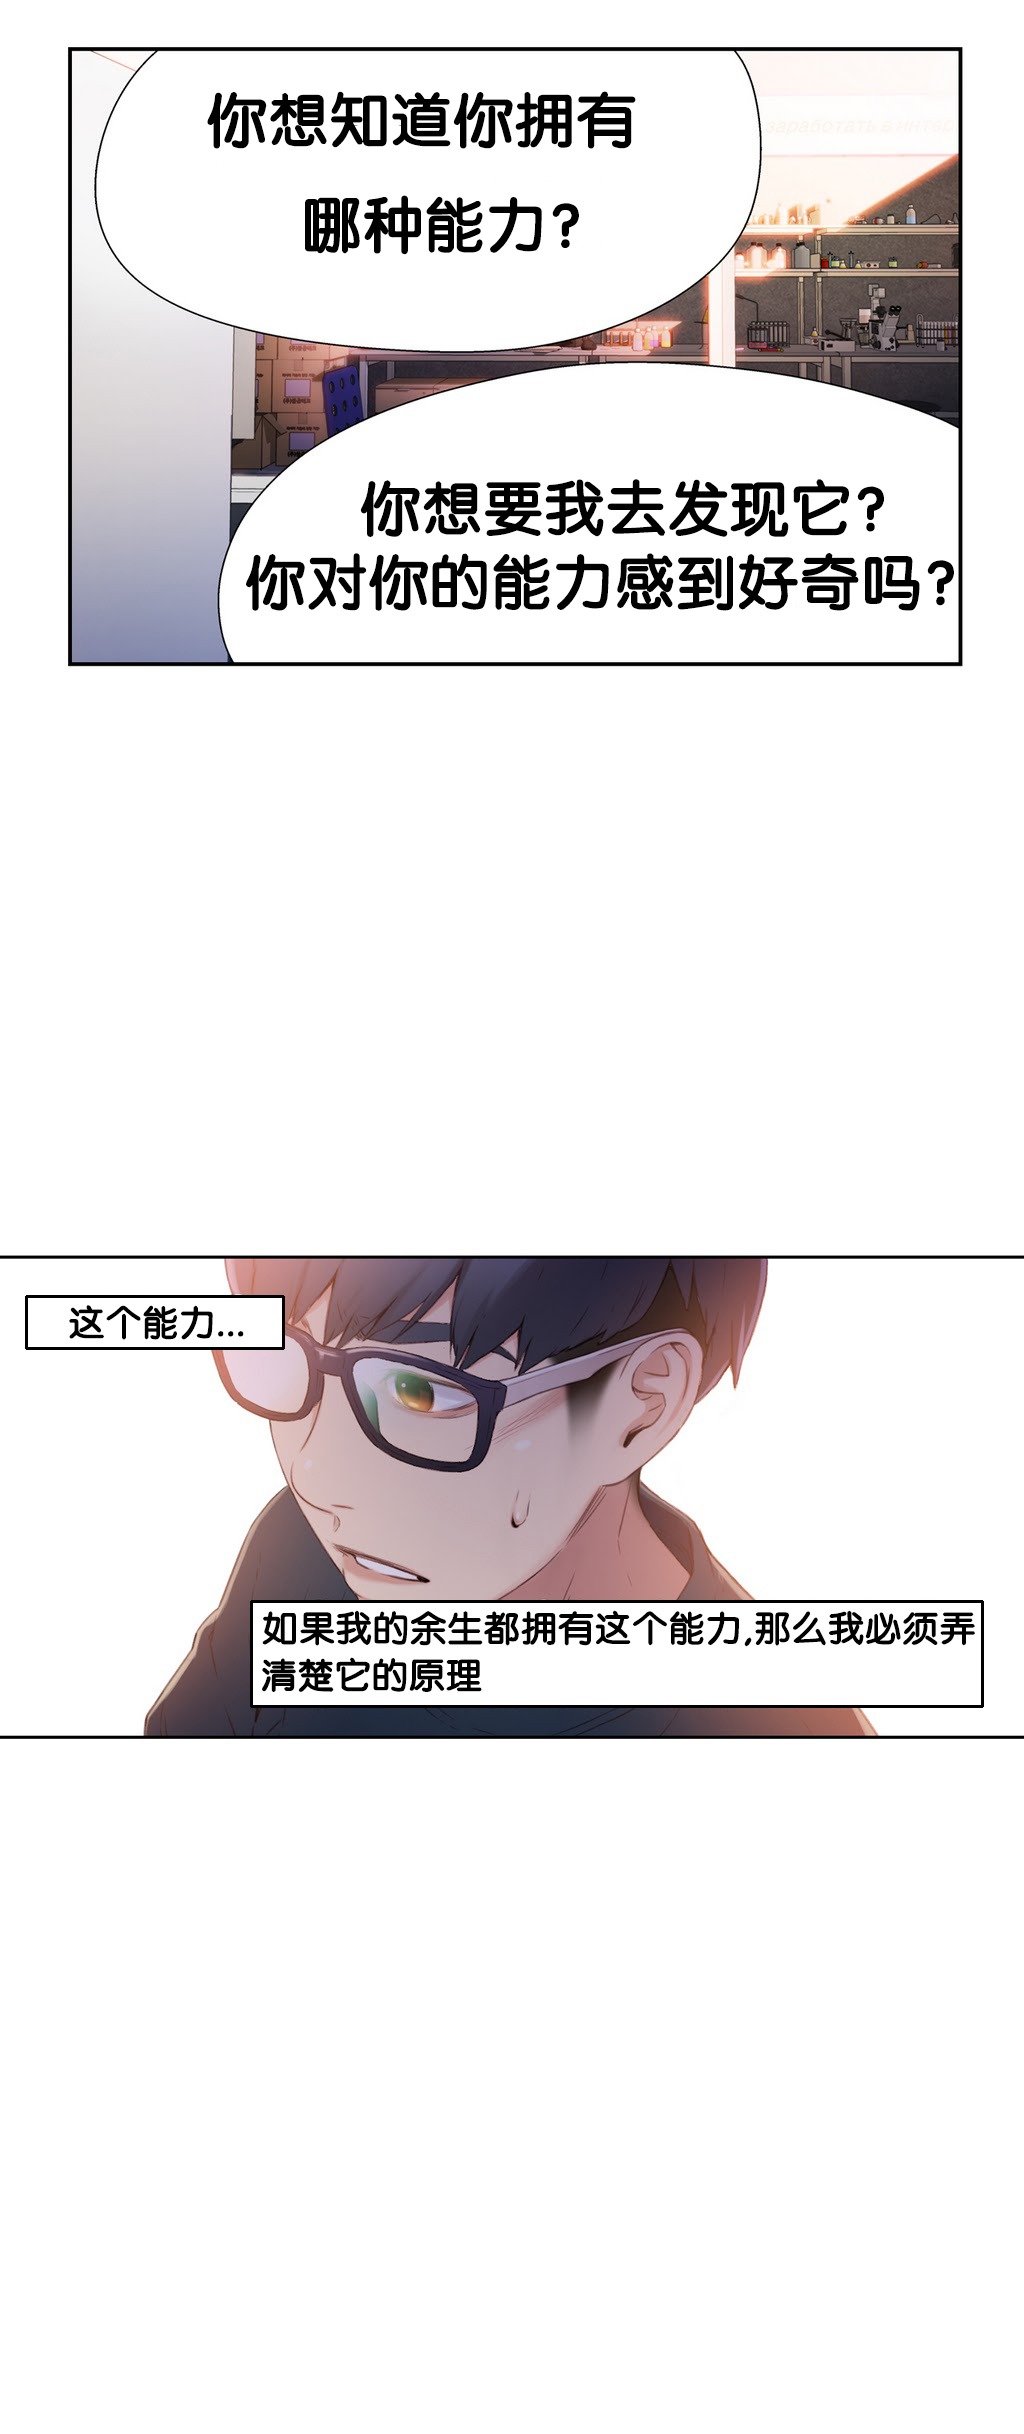 你想知道你拥有
哪种能力?
заработать в интер
你想要我去发现它?
你对你的能力感到好奇吗?
这个能力...
如果我的余生都拥有这个能力,那么我必须弄
清楚它的原理